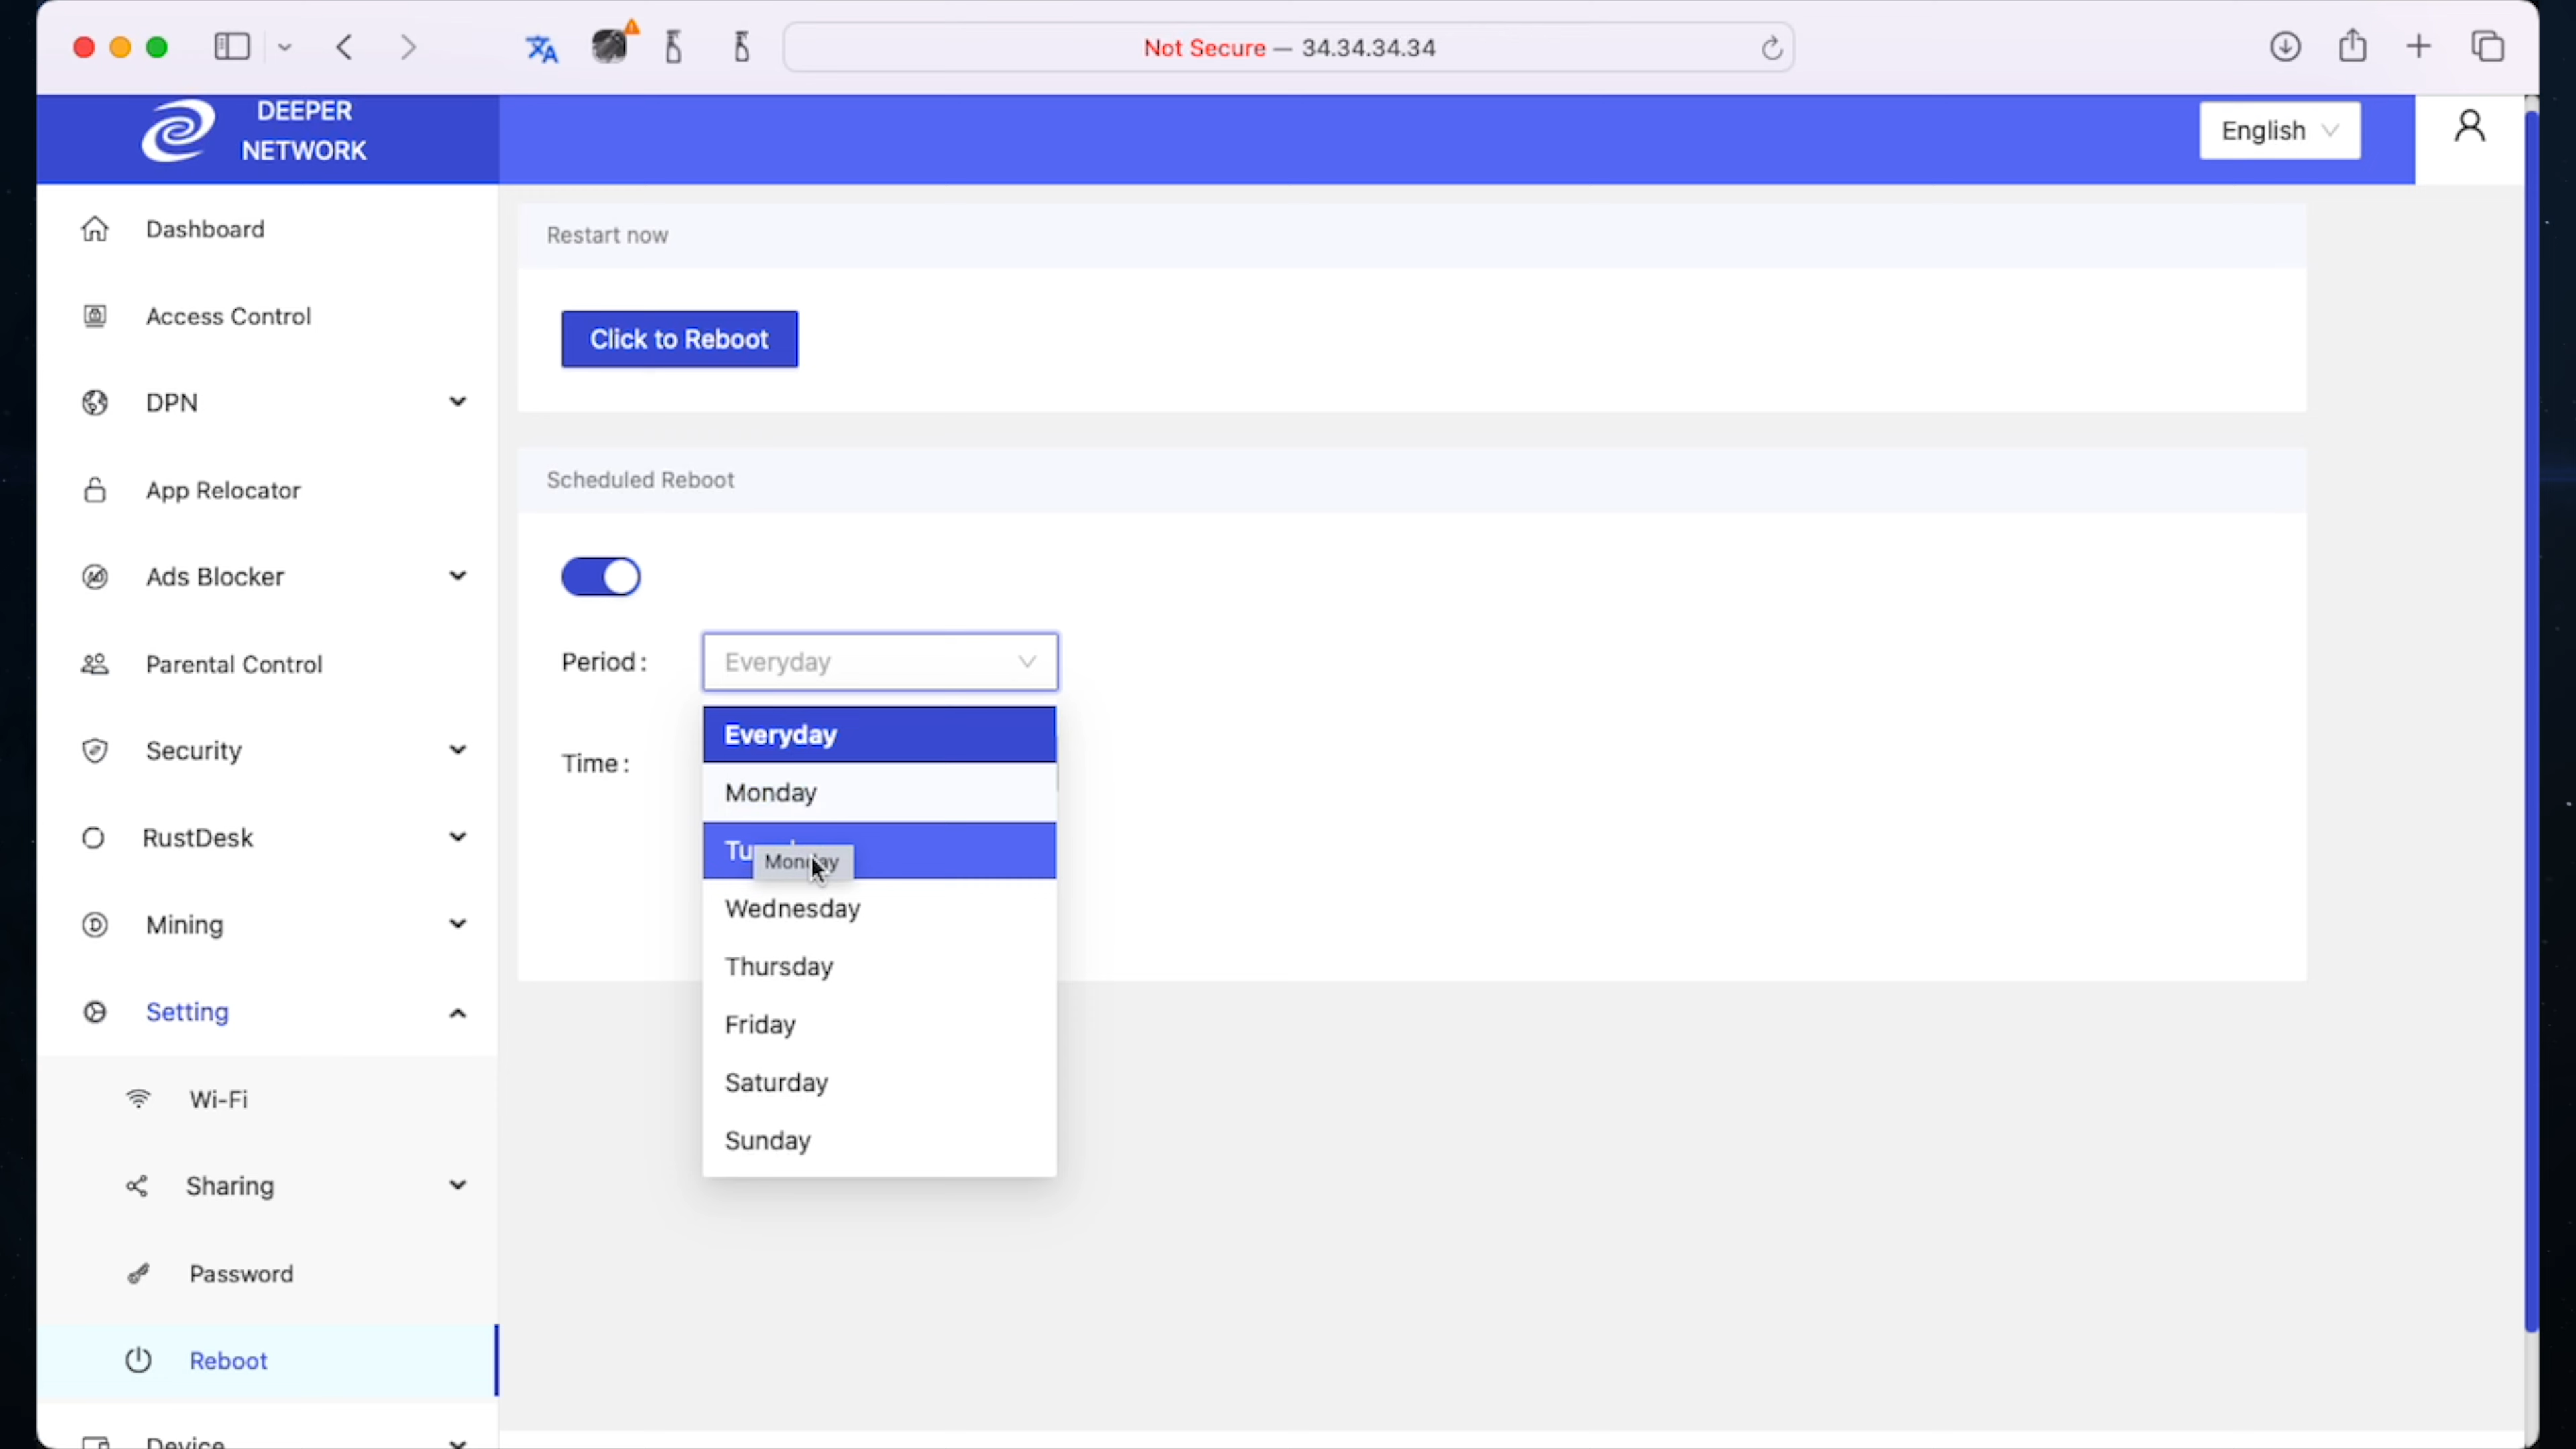 Not Secure — 34.34.34.34
DEEPER
NETWORK
English
Dashboard
Access Control
DPN
App Relocator
Ads Blocker
Parental Control
Security
RustDesk
Mining
Setting
Wi-Fi
Sharing
Password
Reboot
Device
Restart now
Click to Reboot
Scheduled Reboot
Period :
Everyday
Time :
Everyday
Monday
Monday
Wednesday
Thursday
Friday
Saturday
Sunday